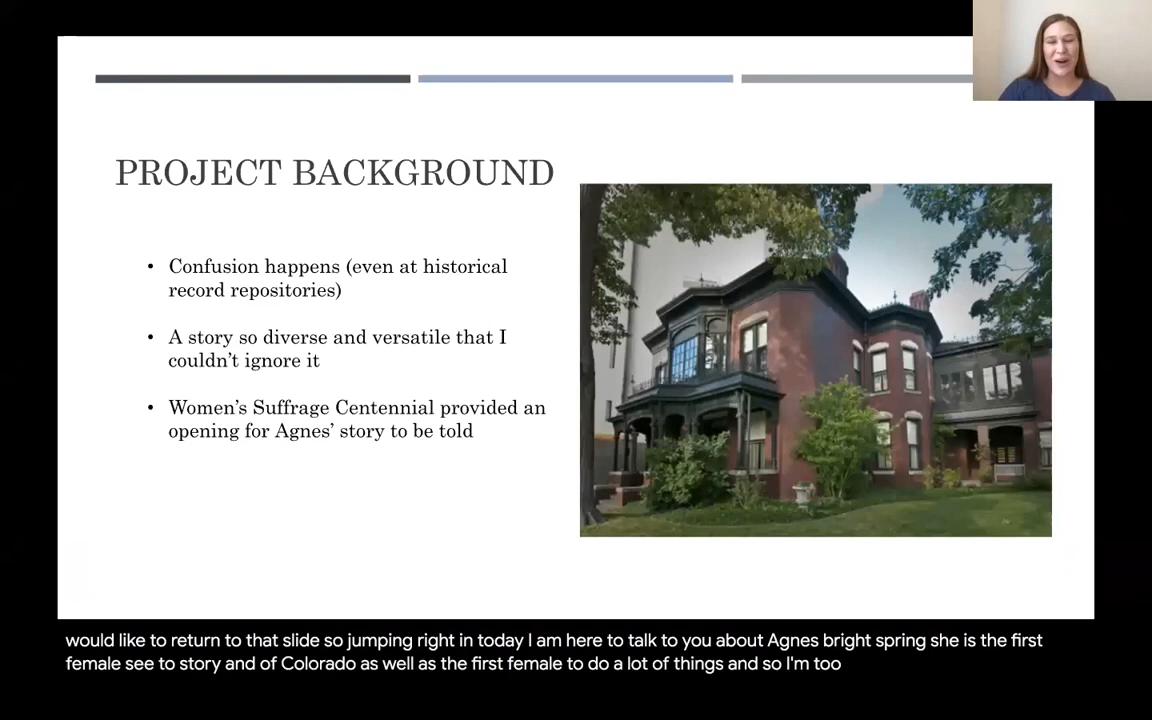 PROJECT BACKGROUND
• Confusion happens (even at historical
record repositories)
• A story so diverse and versatile that I
couldn’t ignore it
• Women’s Suffrage Centennial provided an
opening for Agnes’ story to be told
would like to return to that slide so jumping right in today I am here to talk to you about Agnes bright spring she is the first
female see to story and of Colorado as well as the first female to do a lot of things and so I'm too